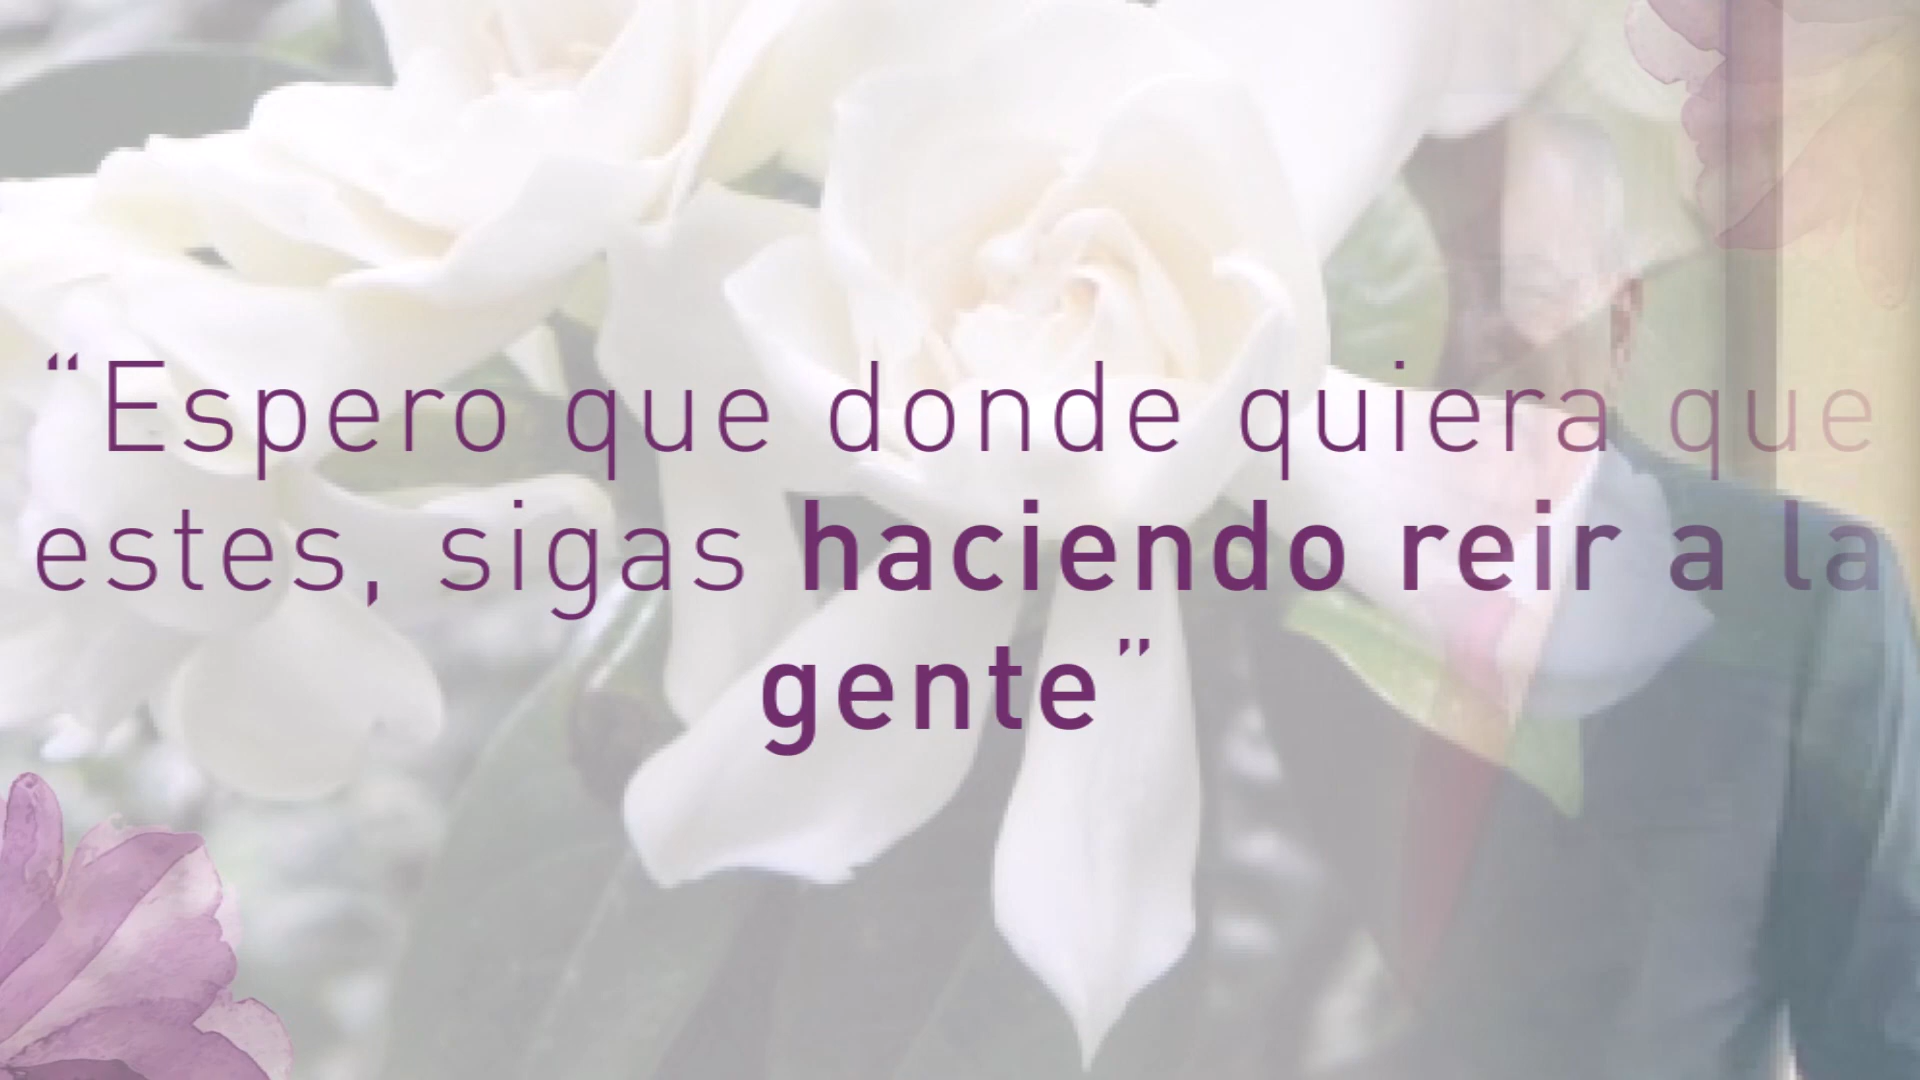 “Espero que donde quiera que
estes, sigas haciendo reir a la
gente”